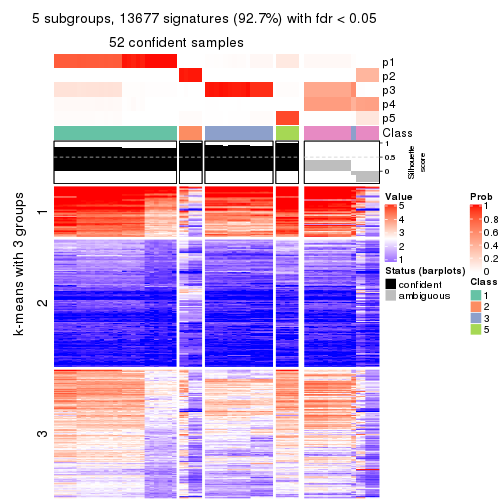 5 subgroups, 13677 signatures (92.7%) with fdr < 0.05
52 confident samples
p1
p2
p3
p4
p5
Class
1
0.5
0
Silhouette
score
k-means with 3 groups
1
2
3
Value
5
4
3
2
1
Status (barplots)
confident
ambiguous
Prob
1
0.8
0.6
0.4
0.2
0
Class
1
2
3
5